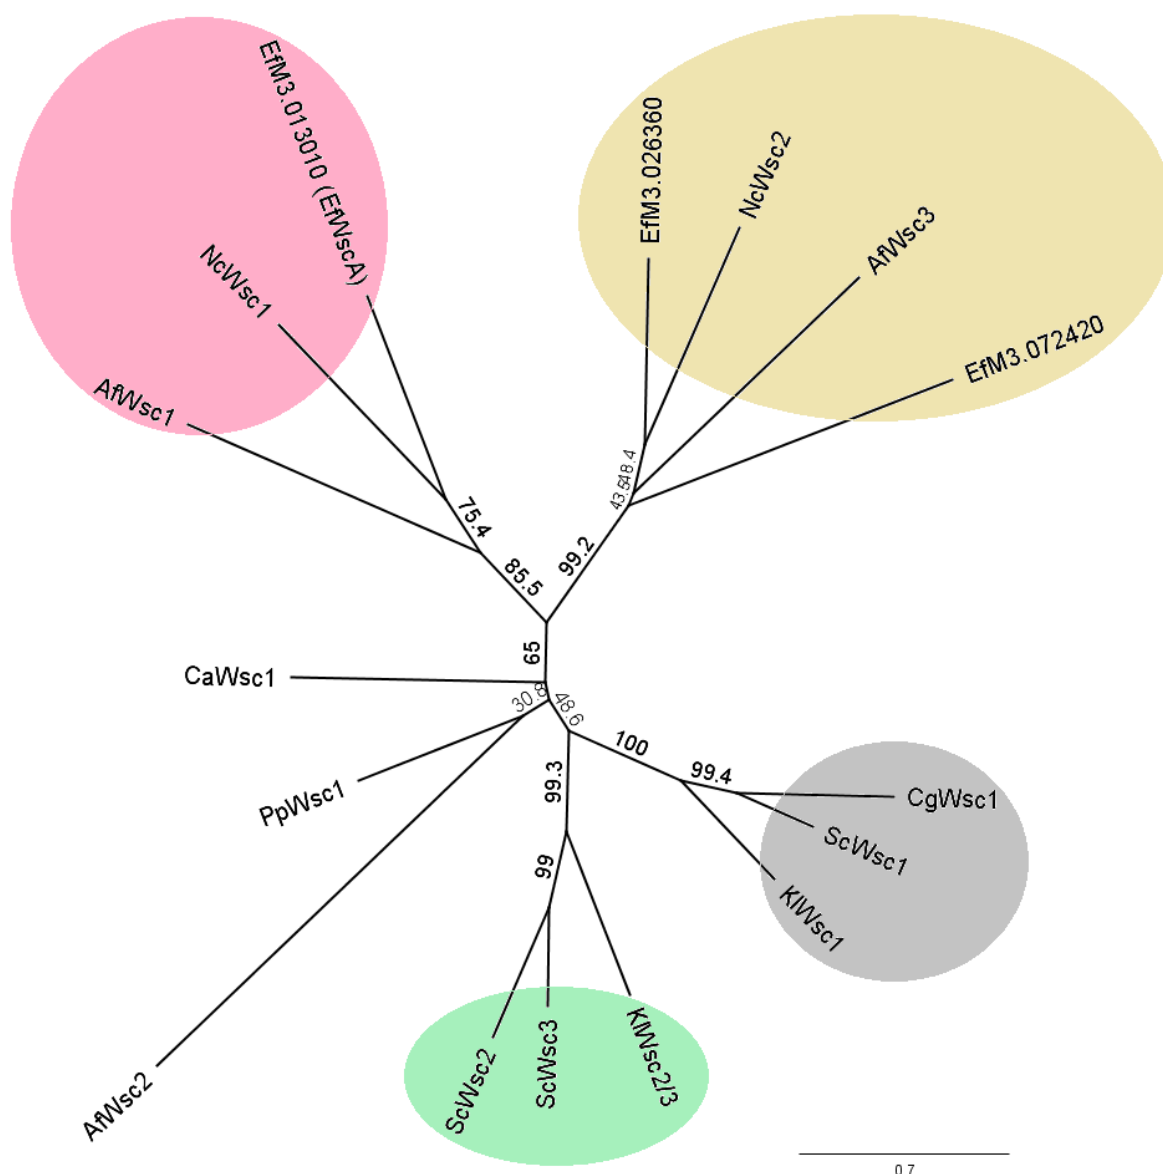 EfM3.013010 (EfWscA)
NcWsc1
AfWsc1
EfM3.026360
NcWsc2
AfWsc3
EfM3.072420
75.4
85.5
99.2
43.5
48.4
65
CaWsc1
30.8
48.6
PpWsc1
AfWsc2
100
99.4
CgWsc1
ScWsc1
KlWsc1
99.3
99
ScWsc2
ScWsc3
KlWsc2/3
0.7